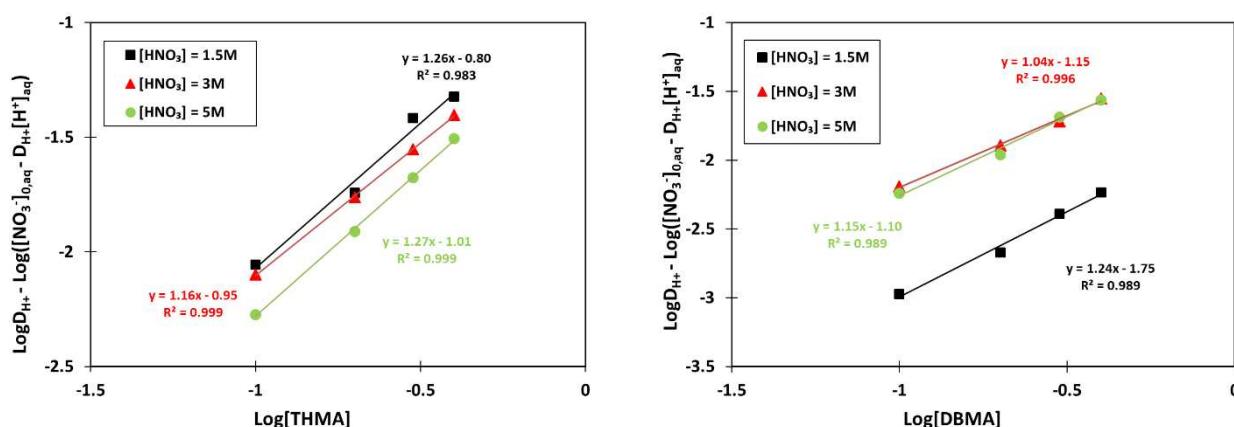 -1
-1.5
-2
-2.5
-1.5
-1
-0.5
0
LogD_{H+} - Log([NO₃⁻]_{0,aq} - D_{H+}[H⁺]_{aq})
Log[THMA]
[HNO₃] = 1.5M
[HNO₃] = 3M
[HNO₃] = 5M
y = 1.26x - 0.80
R² = 0.983
y = 1.16x - 0.95
R² = 0.999
y = 1.27x - 1.01
R² = 0.999
-1
-1.5
-2
-2.5
-3
-3.5
-1.5
-1
-0.5
0
LogD_{H+} - Log([NO₃⁻]_{0,aq} - D_{H+}[H⁺]_{aq})
Log[DBMA]
[HNO₃] = 1.5M
[HNO₃] = 3M
[HNO₃] = 5M
y = 1.04x - 1.15
R² = 0.996
y = 1.15x - 1.10
R² = 0.989
y = 1.24x - 1.75
R² = 0.989